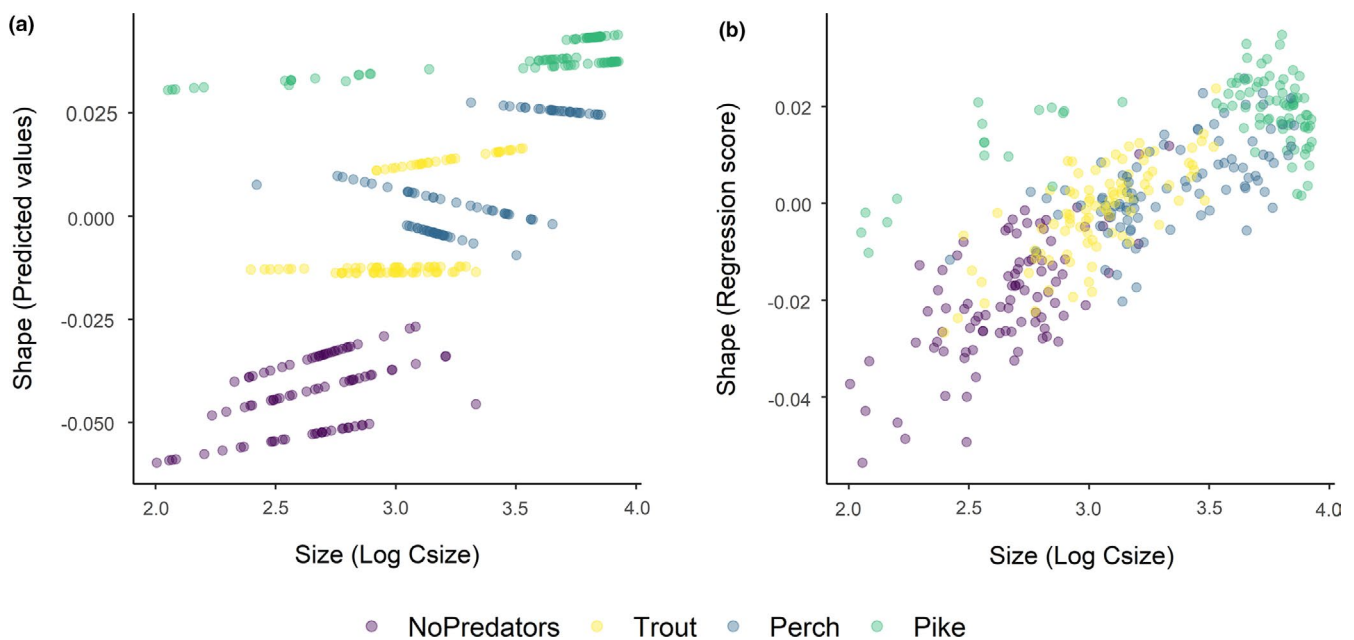 (a)
Shape (Predicted values)
0.025
0.000
-0.025
-0.050
2.0 2.5 3.0 3.5 4.0
Size (Log Csize)
(b)
Shape (Regression score)
0.02
0.00
-0.02
-0.04
2.0 2.5 3.0 3.5 4.0
Size (Log Csize)
NoPredators Trout Perch Pike